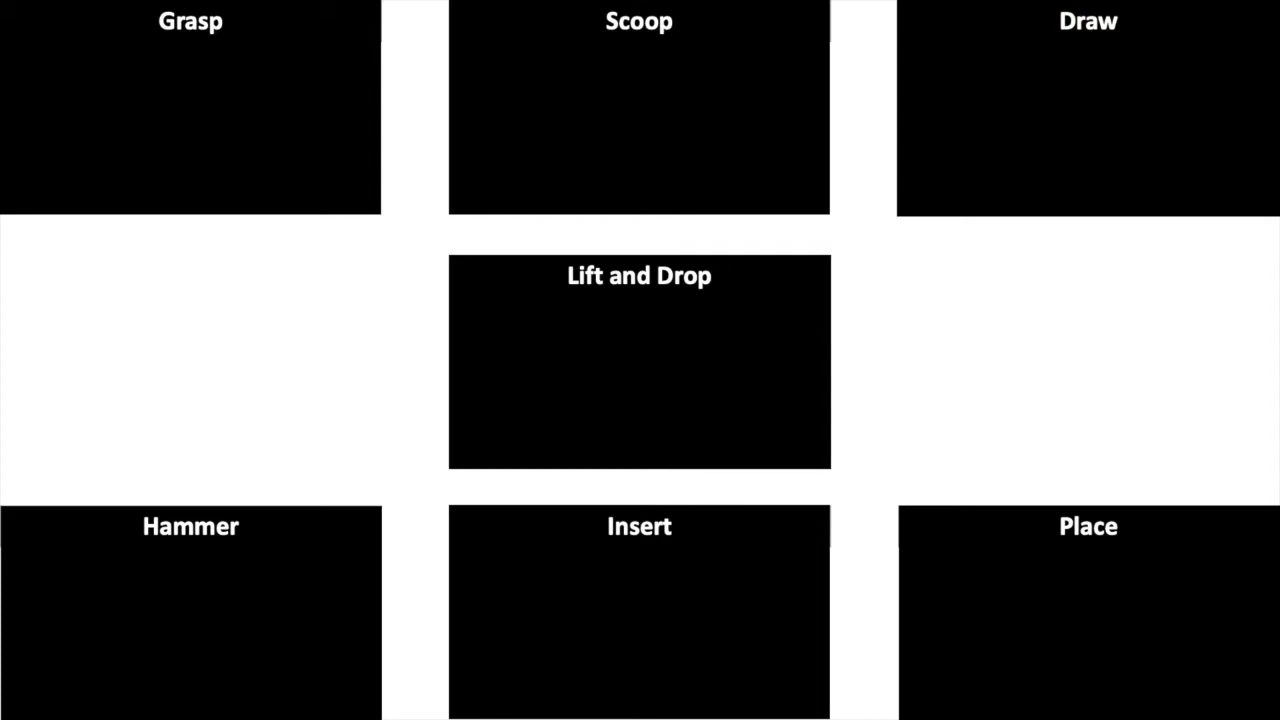 Grasp
Scoop
Draw
Lift and Drop
Hammer
Insert
Place